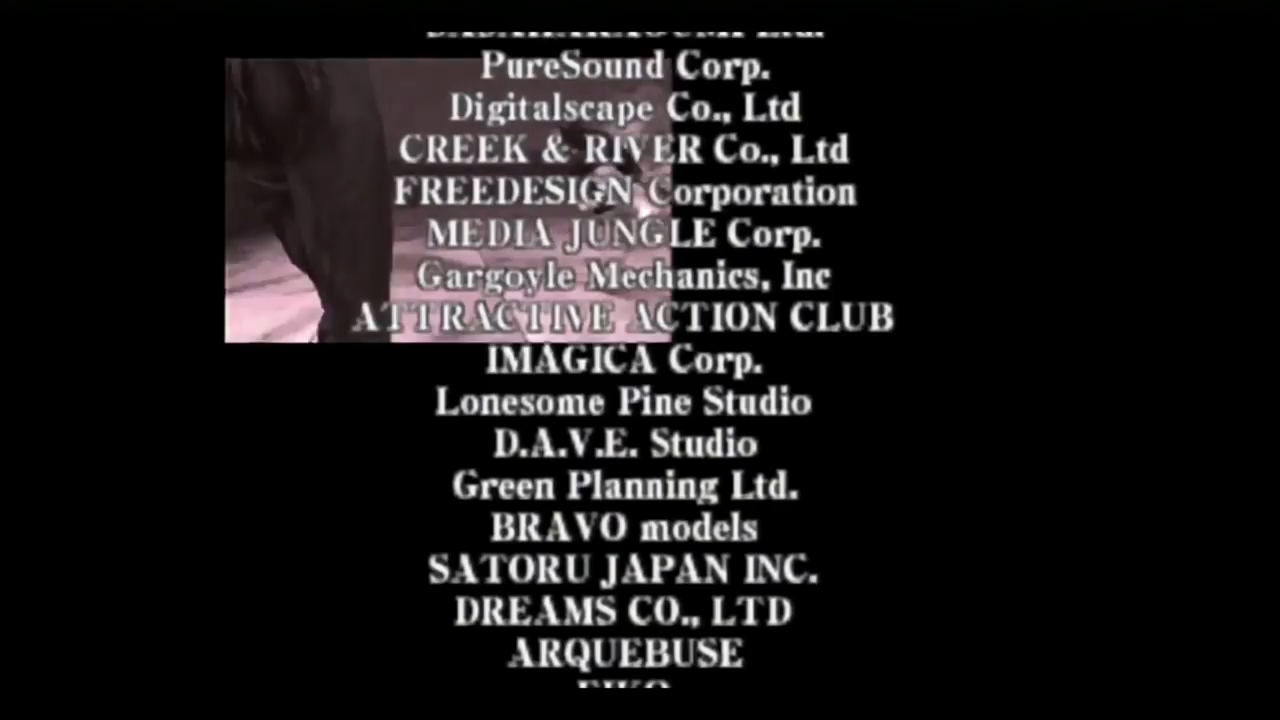 PureSound Corp.
Digitalscape Co., Ltd
CREEK & RIVER Co., Ltd
FREEDESIGN Corporation
MEDIA JUNGLE Corp.
Gargoyle Mechanics, Inc
ATTRACTIVE ACTION CLUB
IMAGICA Corp.
Lonesome Pine Studio
D.A.V.E. Studio
Green Planning Ltd.
BRAVO models
SATORU JAPAN INC.
DREAMS CO., LTD
ARQUEBUSE